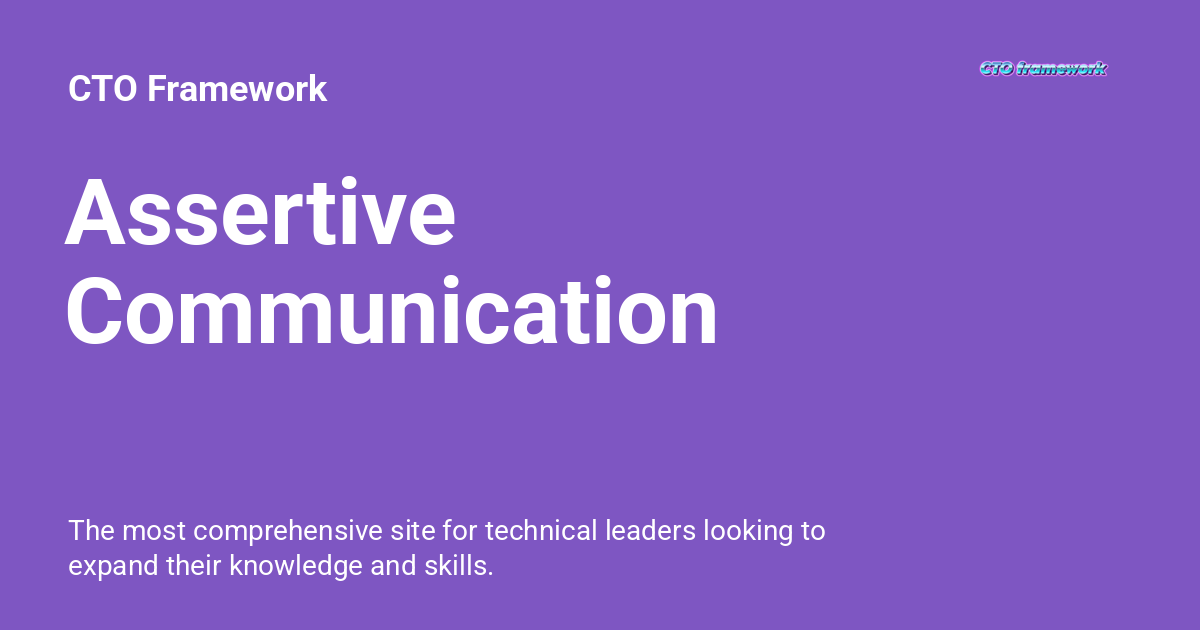 CTO Framework
CTO framework
Assertive
Communication
The most comprehensive site for technical leaders looking to
expand their knowledge and skills.